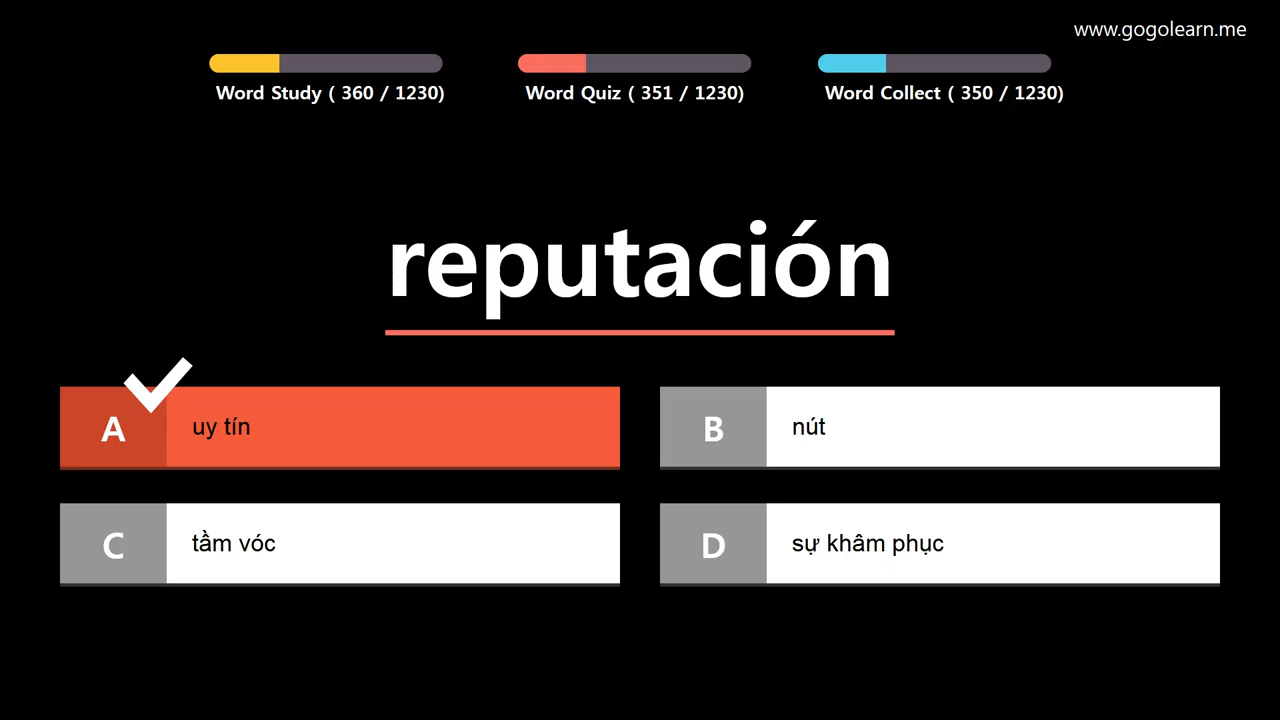 www.gogolearn.me
Word Study ( 360 / 1230)
Word Quiz ( 351 / 1230)
Word Collect ( 350 / 1230)
reputación
A uy tín
B nút
C tầm vóc
D sự khâm phục